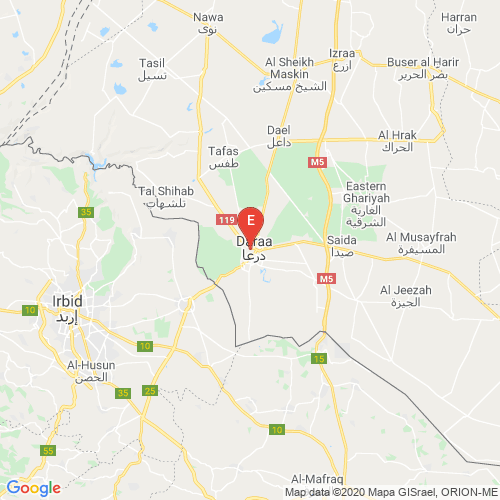 Nawa
نوى
Harran
حران
Izraa
إزرع
Tasil
تسيل
Al Sheikh
Maskin
الشيخ مسكين
Buser al Harir
بصر الحرير
Dael
داعل
Al Hrak
الحراك
Tafas
طفس
M5
Tal Shihab
تلشهاب
Eastern
Ghariyah
الغارية
الشرقية
35
119
E
Daraa
درعا
Saida
صيدا
Al Musayfrah
المسيفرة
M5
Al Jeezah
الجيزة
Irbid
إربد
10
10
15
Al-Husun
الحصن
35
25
10
55
Al-Mafraq
Google
Map data ©2020 Mapa GISrael, ORION-ME